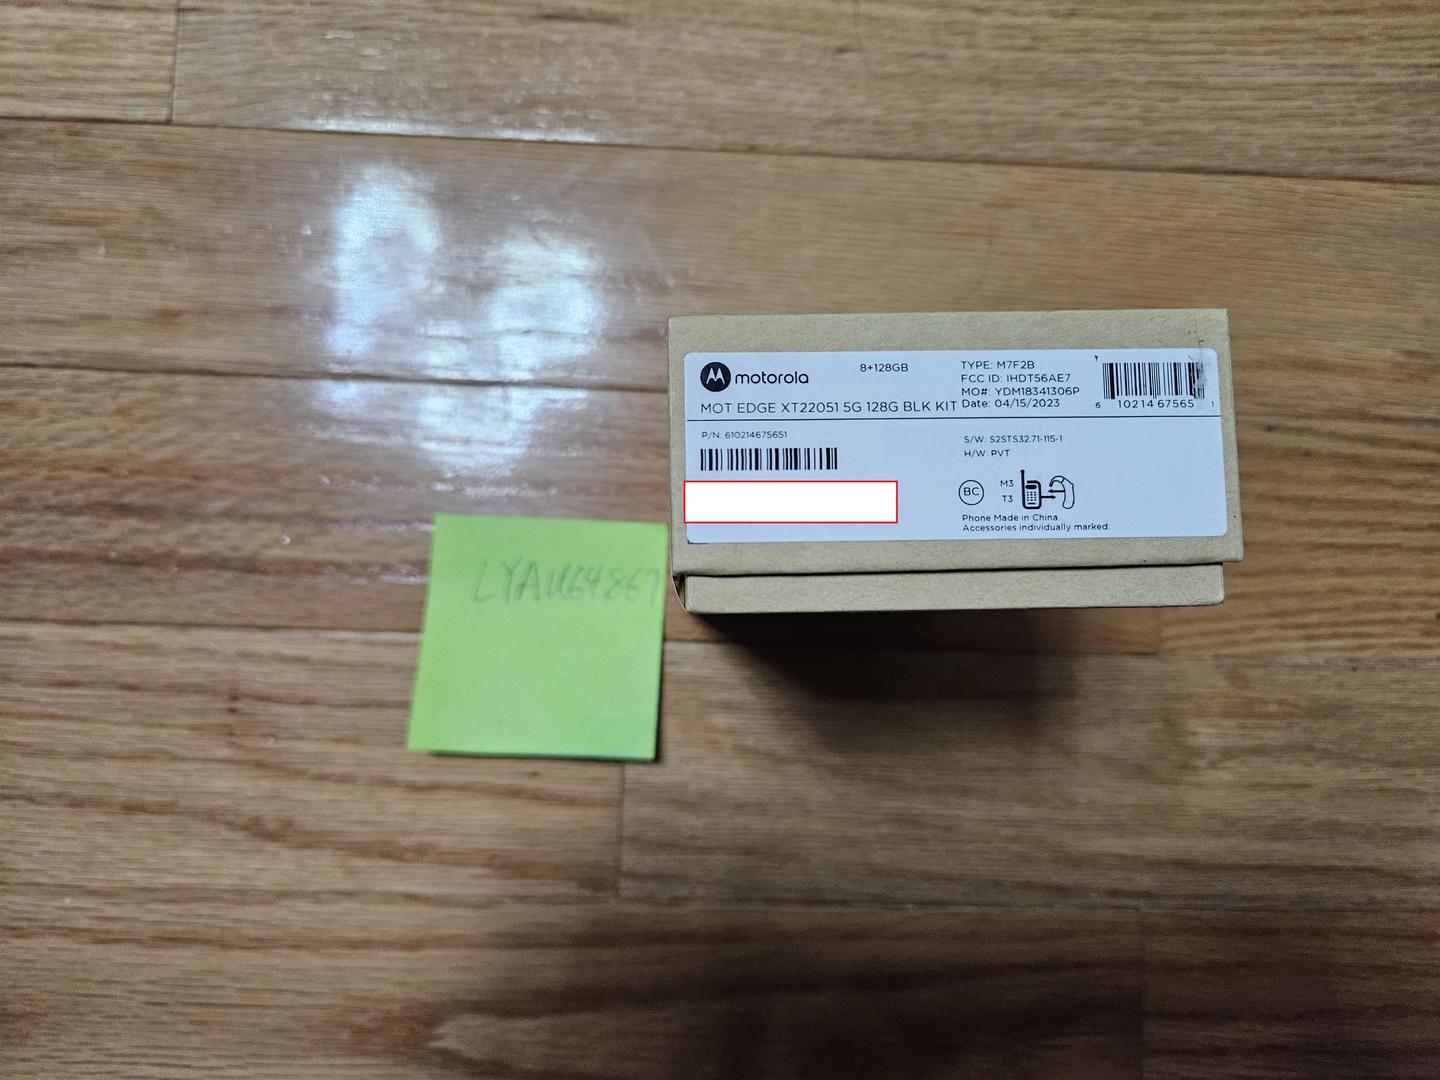 motorola
8+128GB
TYPE: M7F2B
FCC ID: IHDT56AE7
MO#: YDM18341306P
MOT EDGE XT22051 5G 128G BLK KIT
Date: 04/15/2023
6 10214 67565 1
P/N: 610214675651
S/W: S2STS32.71-115-1
H/W: PVT
BC
M3
T3
Phone Made in China.
Accessories individually marked.
LYAU64867